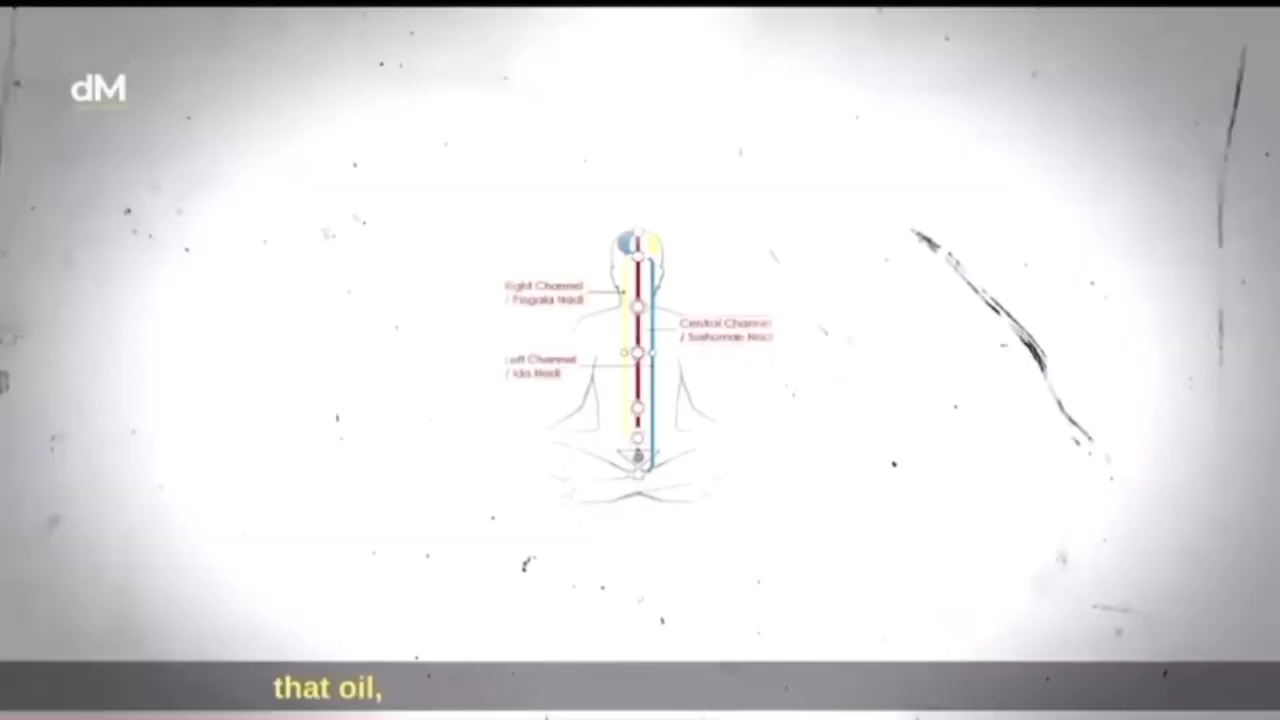 dM
Right Channel
/ Pingala Nadi
Central Channel
/ Sushumna Nadi
Left Channel
/ Ida Nadi
that oil,